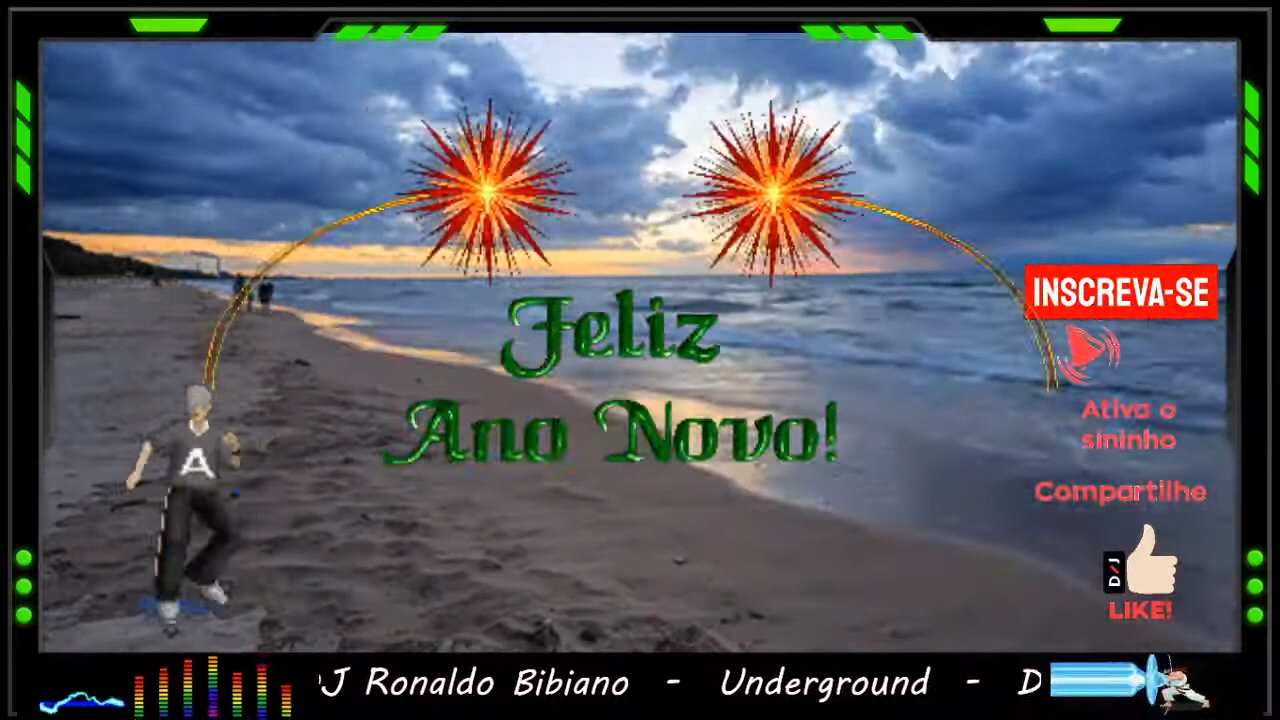 INSCREVA-SE
Feliz
Ano Novo!
Ativa o
sininho
Compartilhe
A
D/J
LIKE!
J Ronaldo Bibiano - Underground - D